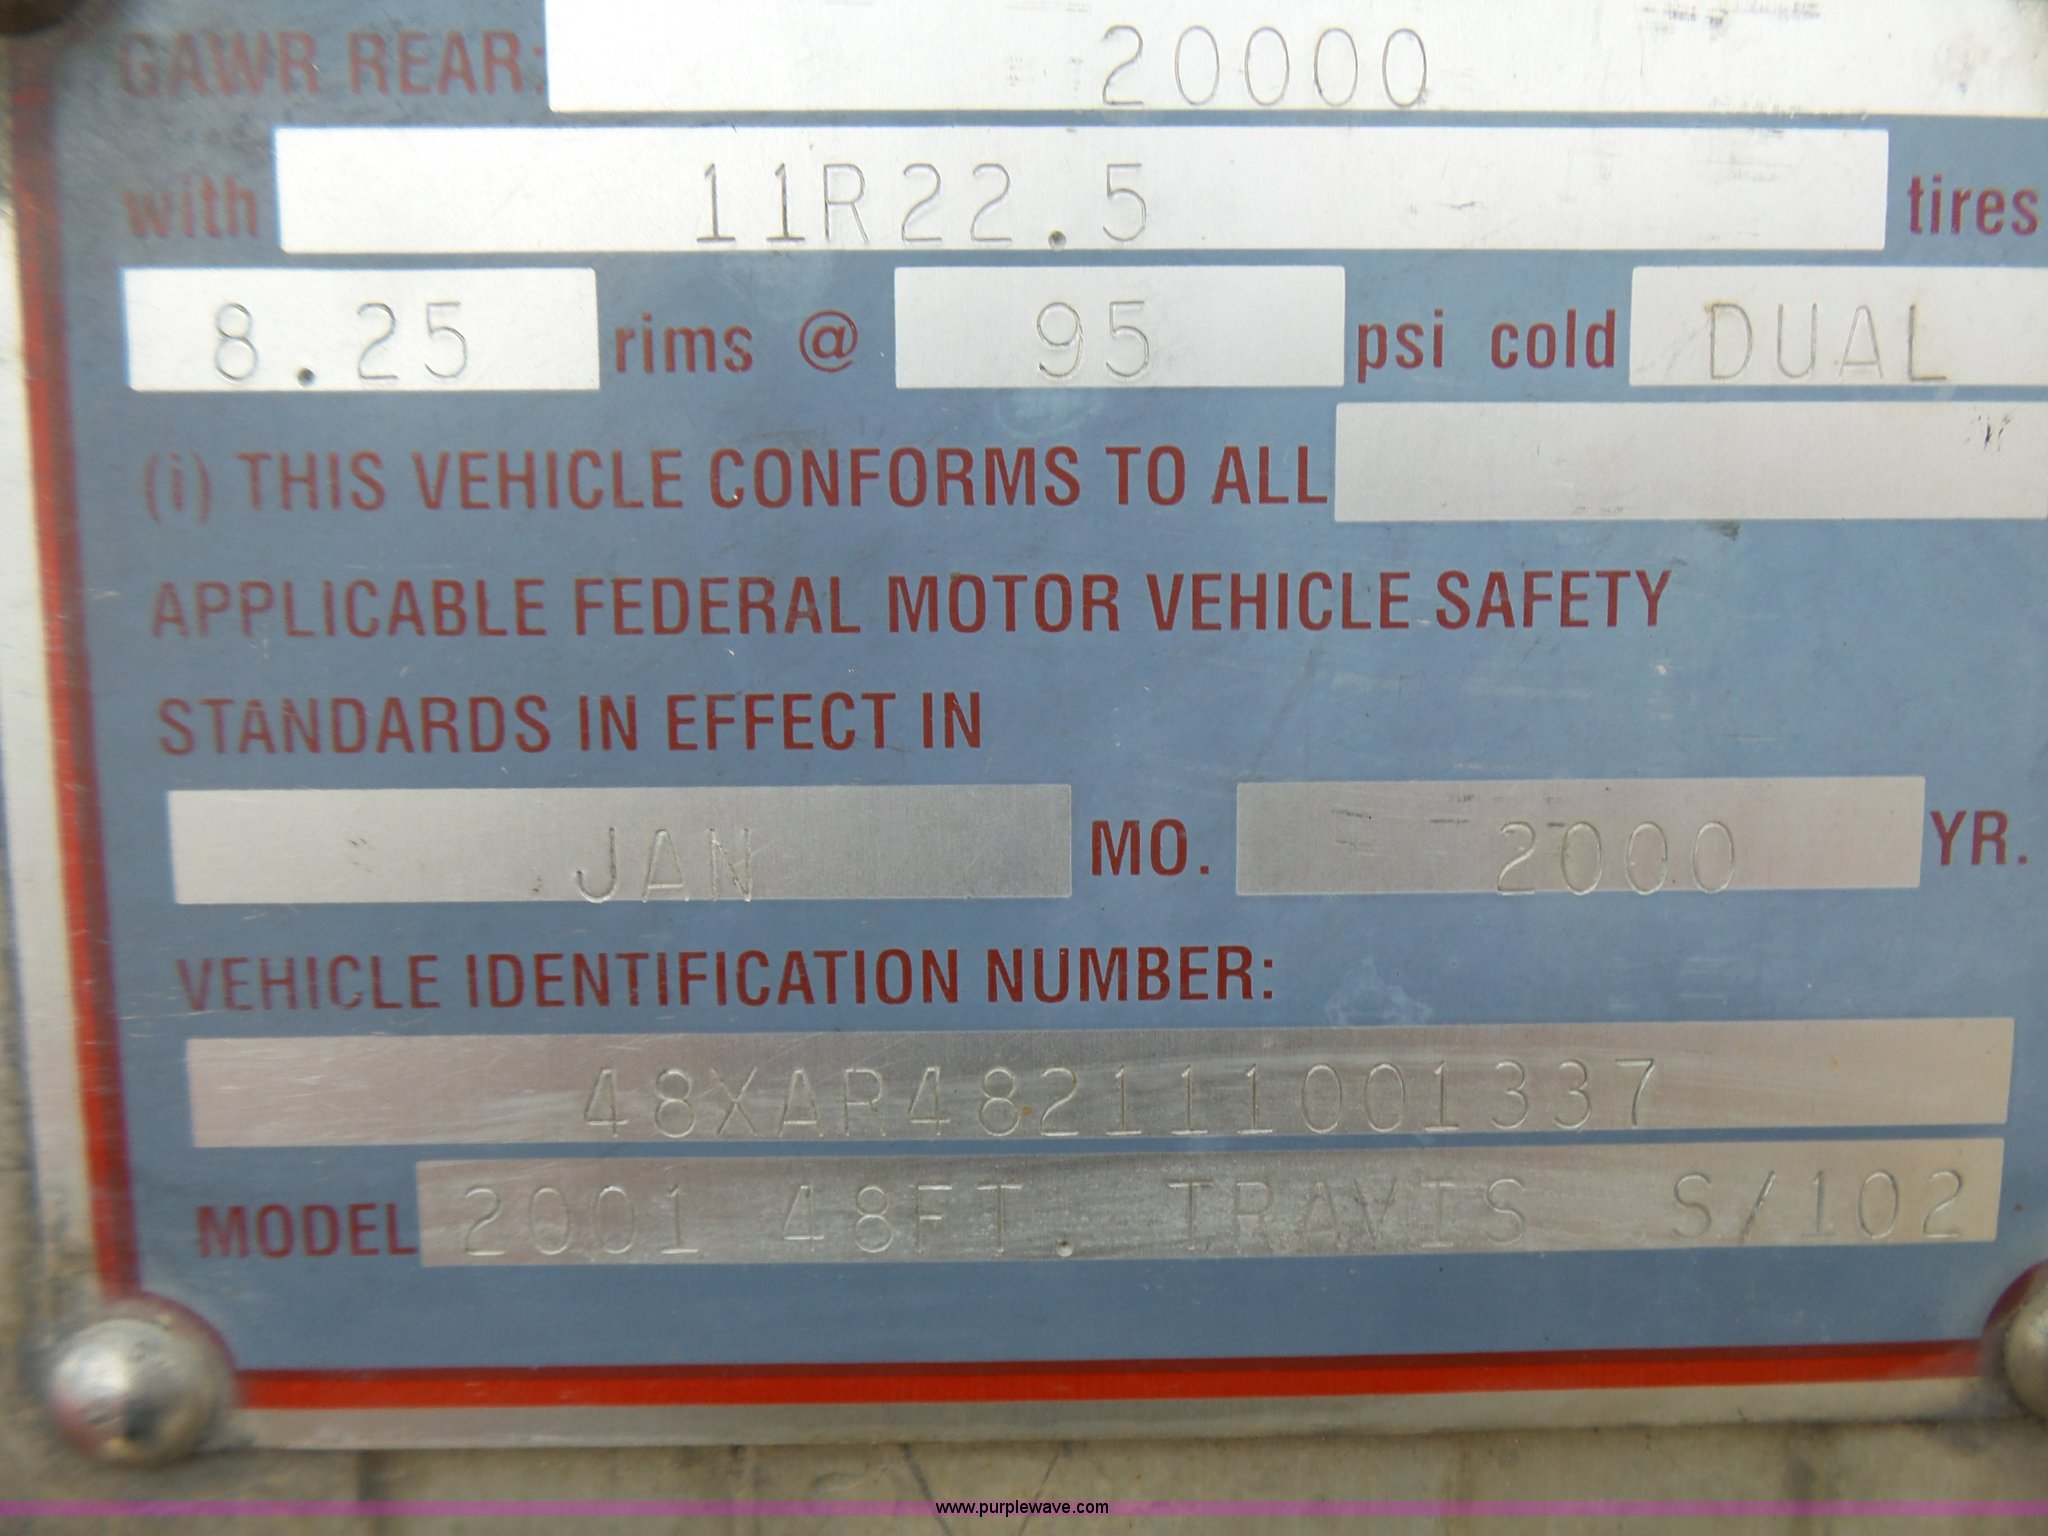 GAWR REAR: 20000
with 11R22.5 tires
8.25 rims @ 95 psi cold DUAL
(i) THIS VEHICLE CONFORMS TO ALL
APPLICABLE FEDERAL MOTOR VEHICLE SAFETY
STANDARDS IN EFFECT IN
JAN MO. 2000 YR.
VEHICLE IDENTIFICATION NUMBER:
48XAR482111001337
MODEL 2001 48FT. TRAVIS S/102
www.purplewave.com